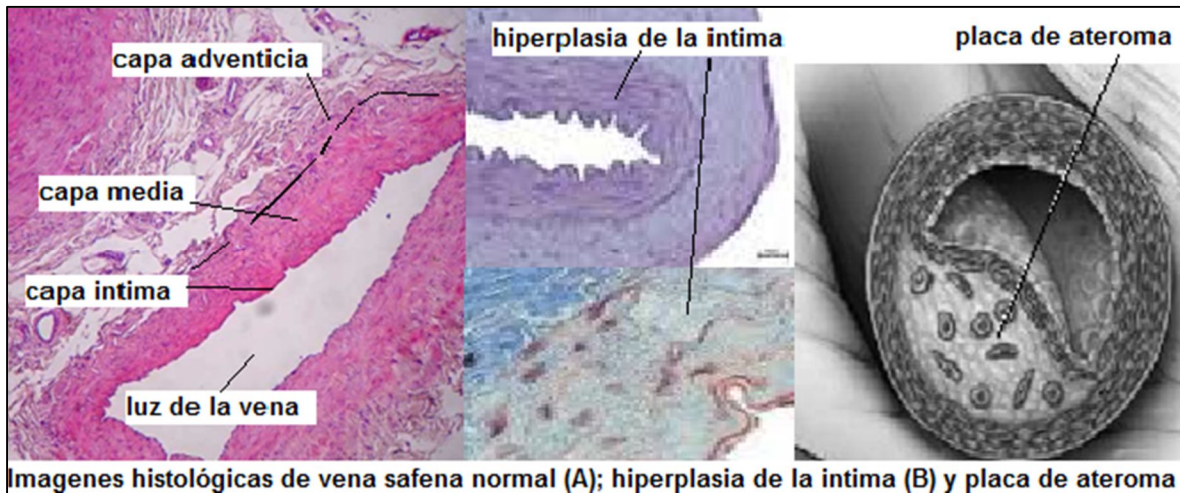 capa adventicia
capa media
capa intima
luz de la vena
hiperplasia de la intima
placa de ateroma
Imagenes histológicas de vena safena normal (A); hiperplasia de la intima (B) y placa de ateroma